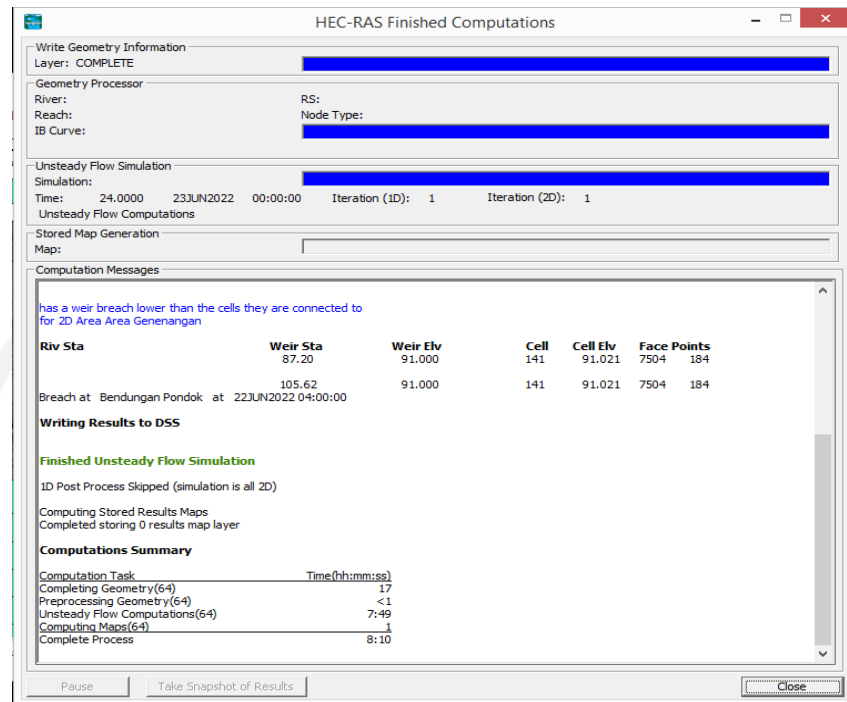 HEC-RAS Finished Computations
Write Geometry Information
Layer: COMPLETE
Geometry Processor
River: RS:
Reach: Node Type:
IB Curve:
Unsteady Flow Simulation
Simulation:
Time: 24.0000 23JUN2022 00:00:00 Iteration (1D): 1 Iteration (2D): 1
Unsteady Flow Computations
Stored Map Generation
Map:
Computation Messages
has a weir breach lower than the cells they are connected to
for 2D Area Area Genenangan
Riv Sta Weir Sta Weir Elv Cell Cell Elv Face Points
87.20 91.000 141 91.021 7504 184
105.62 91.000 141 91.021 7504 184
Breach at Bendungan Pondok at 22JUN2022 04:00:00
Writing Results to DSS
Finished Unsteady Flow Simulation
1D Post Process Skipped (simulation is all 2D)
Computing Stored Results Maps
Completed storing 0 results map layer
Computations Summary
Computation Task Time(hh:mm:ss)
Completing Geometry(64) 17
Preprocessing Geometry(64) <1
Unsteady Flow Computations(64) 7:49
Computing Maps(64) 1
Complete Process 8:10
Pause Take Snapshot of Results Close